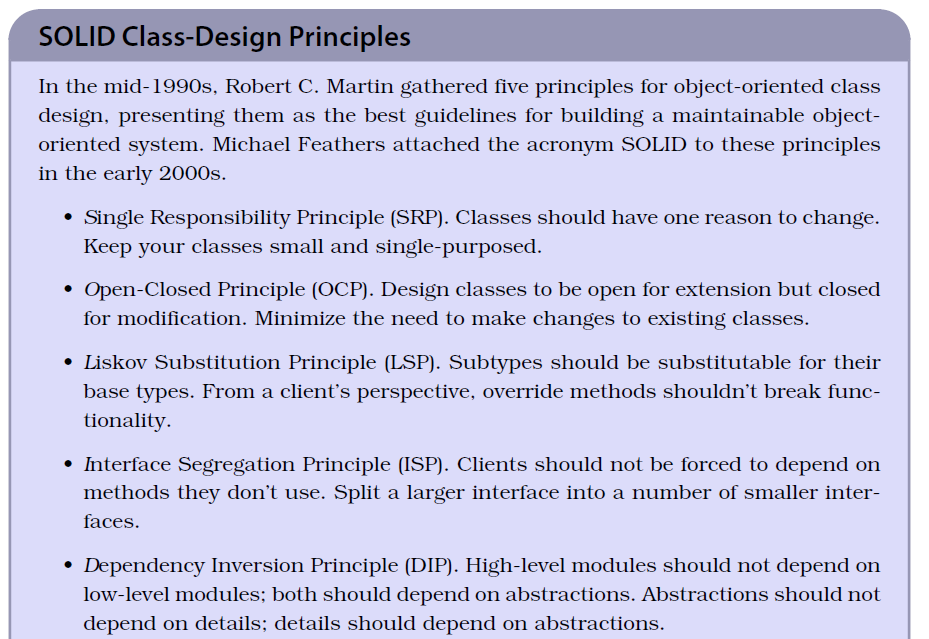 SOLID Class-Design Principles
In the mid-1990s, Robert C. Martin gathered five principles for object-oriented class
design, presenting them as the best guidelines for building a maintainable object-
oriented system. Michael Feathers attached the acronym SOLID to these principles
in the early 2000s.
• Single Responsibility Principle (SRP). Classes should have one reason to change.
Keep your classes small and single-purposed.
• Open-Closed Principle (OCP). Design classes to be open for extension but closed
for modification. Minimize the need to make changes to existing classes.
• Liskov Substitution Principle (LSP). Subtypes should be substitutable for their
base types. From a client's perspective, override methods shouldn't break func-
tionality.
• Interface Segregation Principle (ISP). Clients should not be forced to depend on
methods they don't use. Split a larger interface into a number of smaller inter-
faces.
• Dependency Inversion Principle (DIP). High-level modules should not depend on
low-level modules; both should depend on abstractions. Abstractions should not
depend on details; details should depend on abstractions.